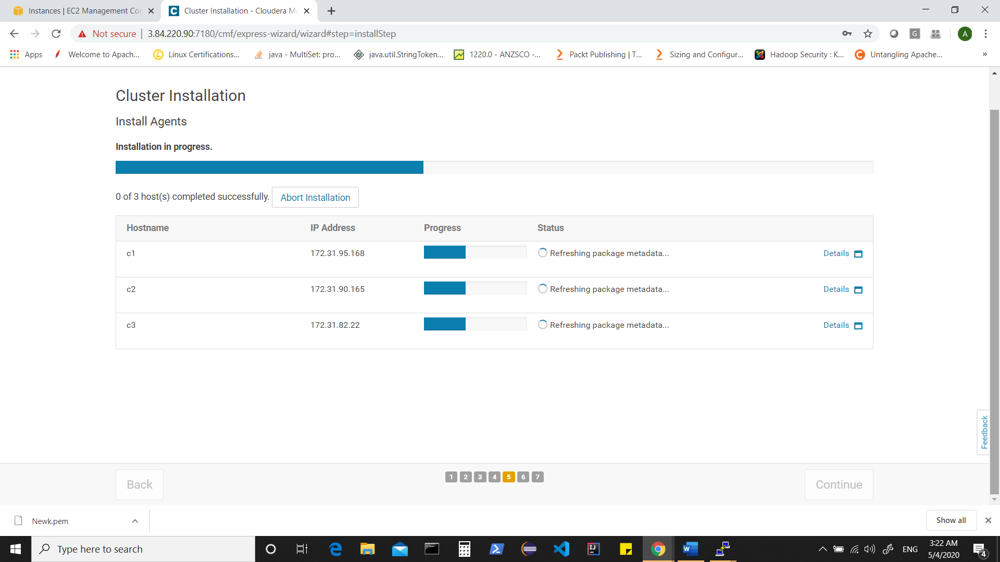 Instances | EC2 Management Con
Cluster Installation - Cloudera Ma
Not secure | 3.84.220.90:7180/cmf/express-wizard/wizard#step=installStep
G
A
Apps
Welcome to Apach...
Linux Certifications...
java - MultiSet: pro...
java.util.StringToken...
1220.0 - ANZSCO -...
Packt Publishing | T...
Sizing and Configur...
Hadoop Security : K...
Untangling Apache...
»
Cluster Installation
Install Agents
Installation in progress.
0 of 3 host(s) completed successfully. Abort Installation
Hostname IP Address Progress Status
c1 172.31.95.168 Refreshing package metadata... Details
c2 172.31.90.165 Refreshing package metadata... Details
c3 172.31.82.22 Refreshing package metadata... Details
Feedback
Back 1 2 3 4 5 6 7 Continue
Newk.pem
Show all
Type here to search
ENG
3:22 AM
5/4/2020
4